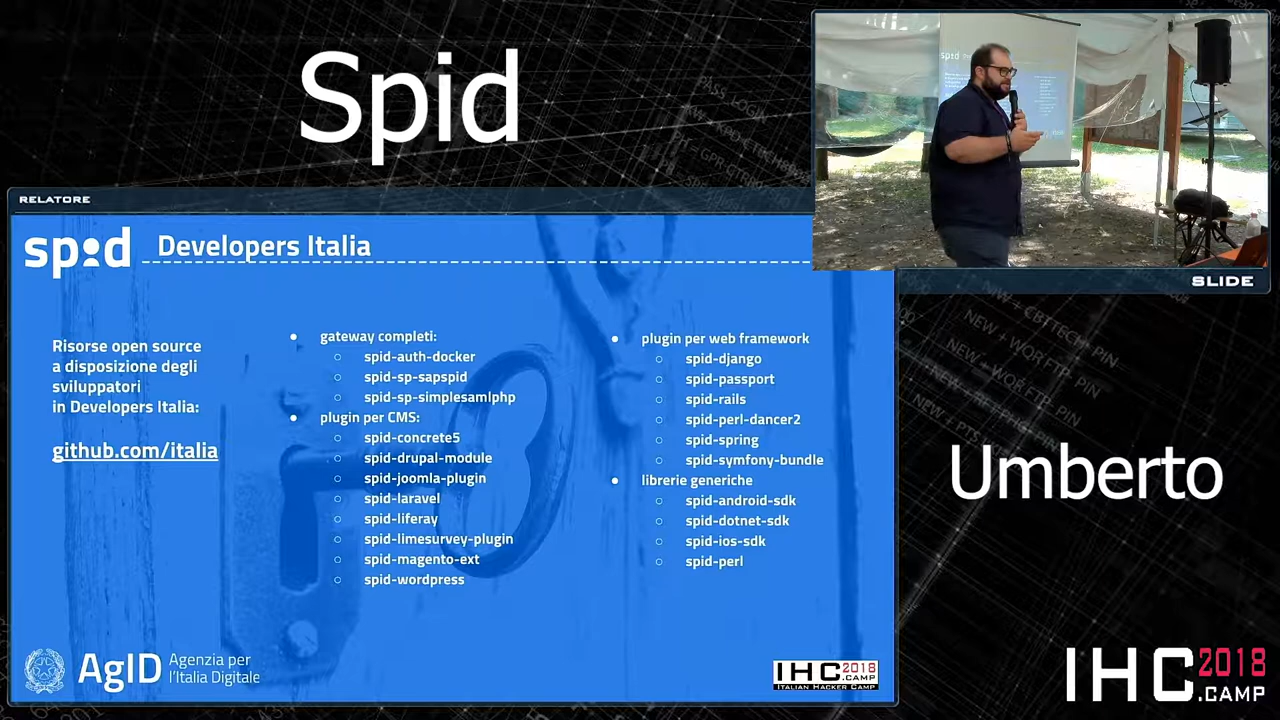 Spid
RELATORE
spid
Developers Italia
Risorse open source
a disposizione degli
sviluppatori
in Developers Italia:
github.com/italia
gateway completi:
spid-auth-docker
spid-sp-sapspid
spid-sp-simplesamlphp
plugin per CMS:
spid-concrete5
spid-drupal-module
spid-joomla-plugin
spid-laravel
spid-liferay
spid-limesurvey-plugin
spid-magento-ext
spid-wordpress
plugin per web framework
spid-django
spid-passport
spid-rails
spid-perl-dancer2
spid-spring
spid-symfony-bundle
librerie generiche
spid-android-sdk
spid-dotnet-sdk
spid-ios-sdk
spid-perl
AgID
Agenzia per
l'Italia Digitale
IHC 2018
.CAMP
ITALIAN HACKER CAMP
spid
SLIDE
Umberto
IHC 2018
.CAMP